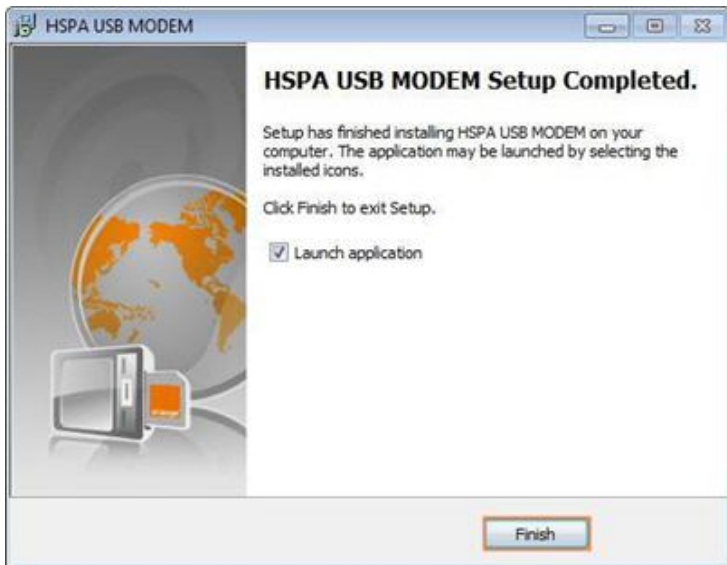 HSPA USB MODEM
HSPA USB MODEM Setup Completed.
Setup has finished installing HSPA USB MODEM on your
computer. The application may be launched by selecting the
installed icons.
Click Finish to exit Setup.
Launch application
Finish